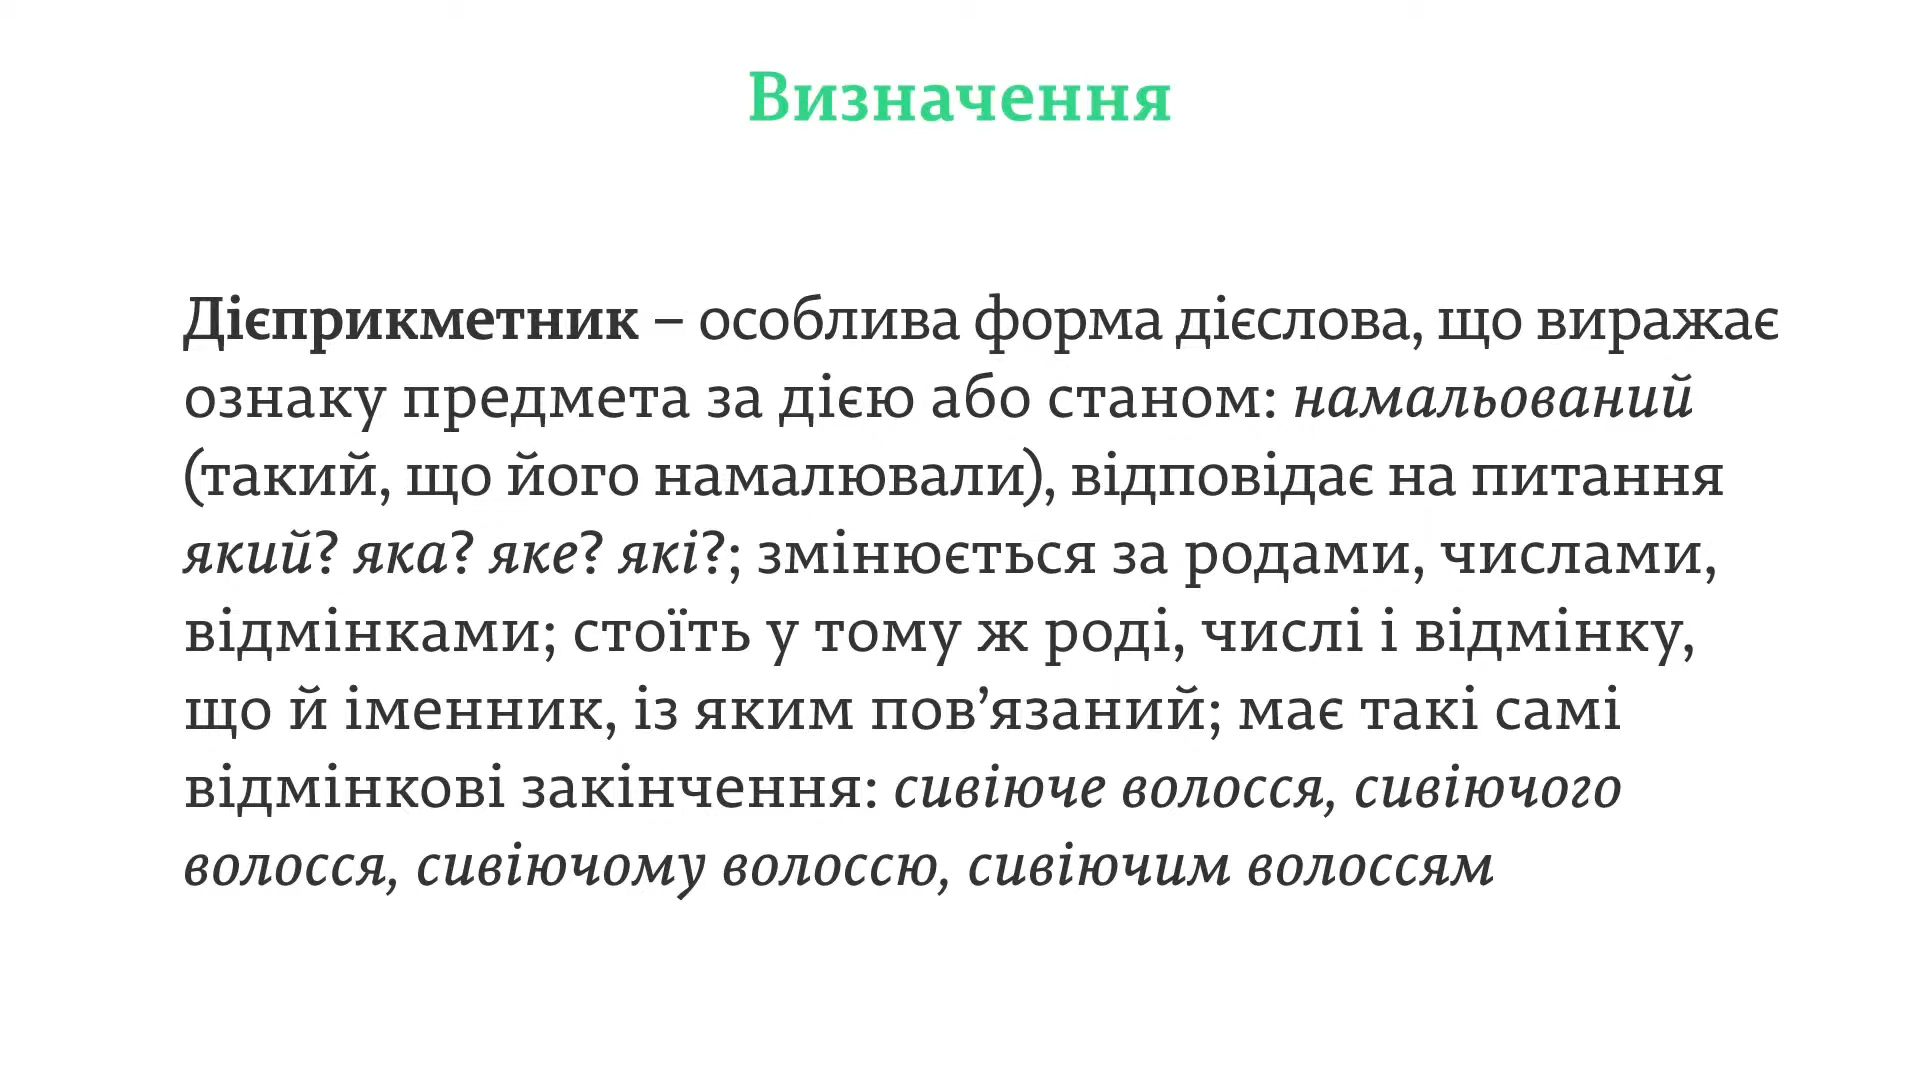 Визначення
Дієприкметник – особлива форма дієслова, що виражає
ознаку предмета за дією або станом: намальований
(такий, що його намалювали), відповідає на питання
який? яка? яке? які?; змінюється за родами, числами,
відмінками; стоїть у тому ж роді, числі і відмінку,
що й іменник, із яким пов’язаний; має такі самі
відмінкові закінчення: сивіюче волосся, сивіючого
волосся, сивіючому волоссю, сивіючим волоссям